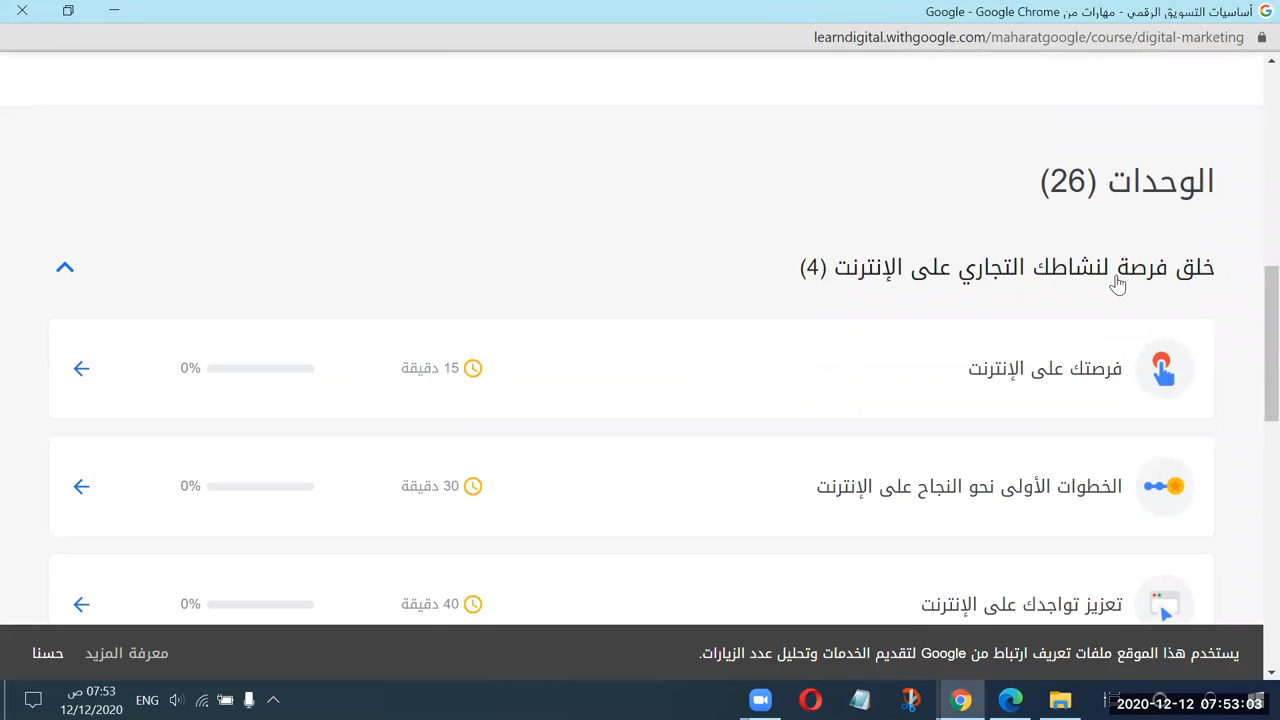 أساسيات التسويق الرقمي - مهارات من Google - Google Chrome
learndigital.withgoogle.com/maharatgoogle/course/digital-marketing
الوحدات (26)
خلق فرصة لنشاطك التجاري على الإنترنت (4)
فرصتك على الإنترنت
15 دقيقة
0%
الخطوات الأولى نحو النجاح على الإنترنت
30 دقيقة
0%
تعزيز تواجدك على الإنترنت
40 دقيقة
0%
يستخدم هذا الموقع ملفات تعريف ارتباط من Google لتقديم الخدمات وتحليل عدد الزيارات.
معرفة المزيد
حسنا
07:53 ص
12/12/2020
ENG
2020-12-12 07:53:03